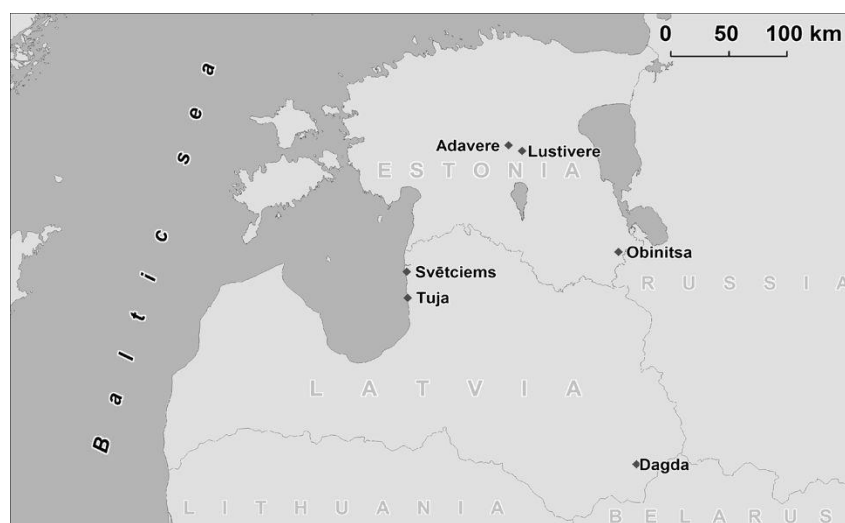 0 50 100 km
Baltic sea
Adavere
Lustivere
ESTONIA
Obinitsa
Svētciems
RUSSIA
Tuja
LATVIA
Dagda
LITHUANIA
BELARUS